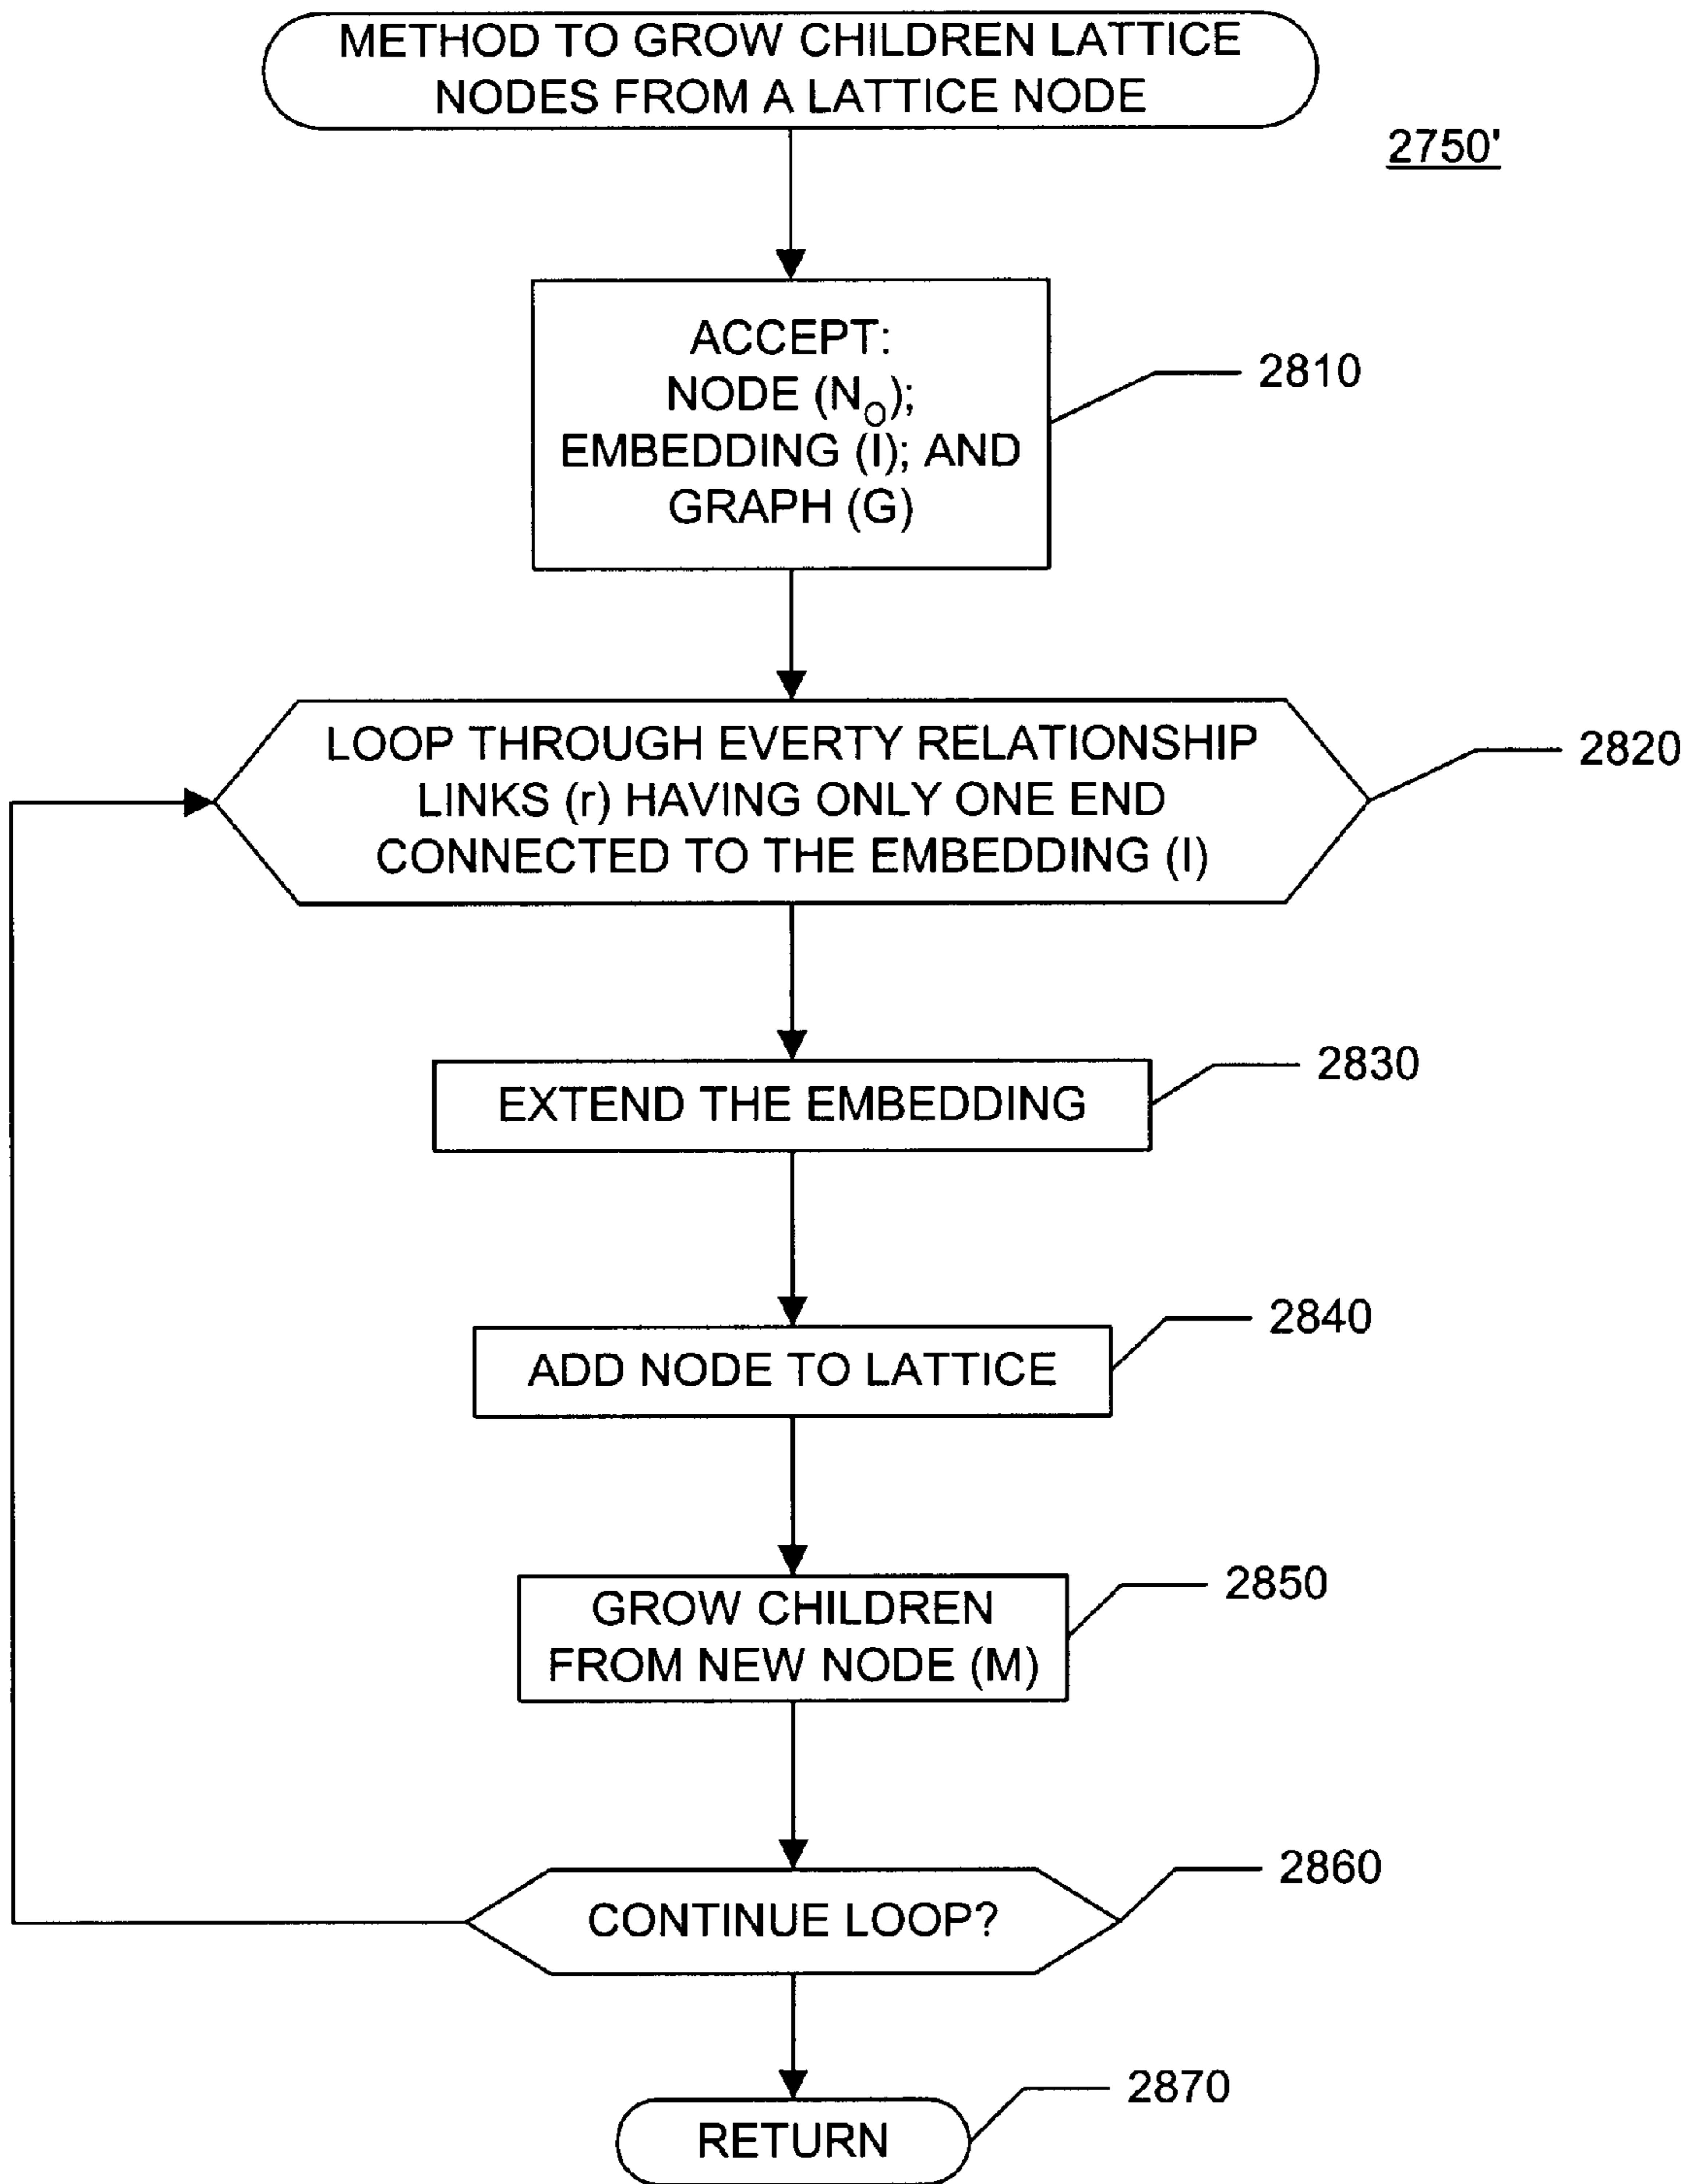 METHOD TO GROW CHILDREN LATTICE
NODES FROM A LATTICE NODE
2750'
ACCEPT:
NODE (N_O);
EMBEDDING (I); AND
GRAPH (G)
2810
LOOP THROUGH EVERTY RELATIONSHIP
LINKS (r) HAVING ONLY ONE END
CONNECTED TO THE EMBEDDING (I)
2820
EXTEND THE EMBEDDING
2830
ADD NODE TO LATTICE
2840
GROW CHILDREN
FROM NEW NODE (M)
2850
CONTINUE LOOP?
2860
RETURN
2870